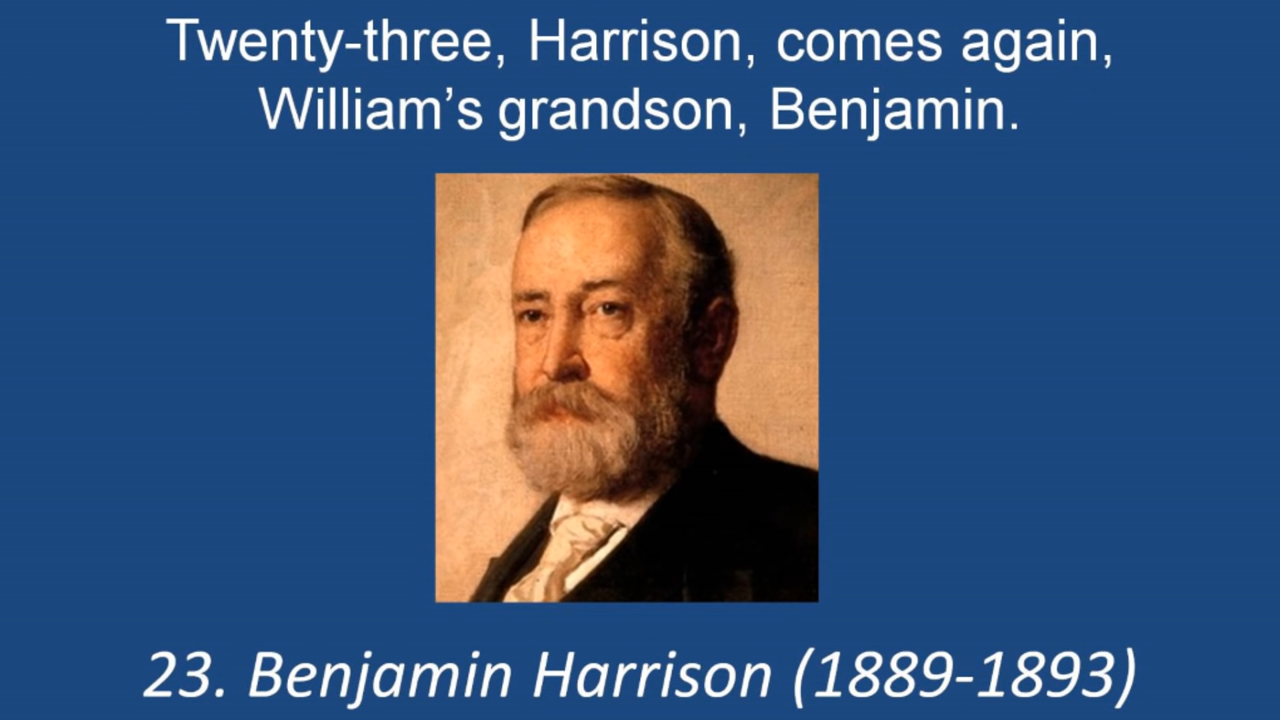 Twenty-three, Harrison, comes again,
William’s grandson, Benjamin.
23. Benjamin Harrison (1889-1893)